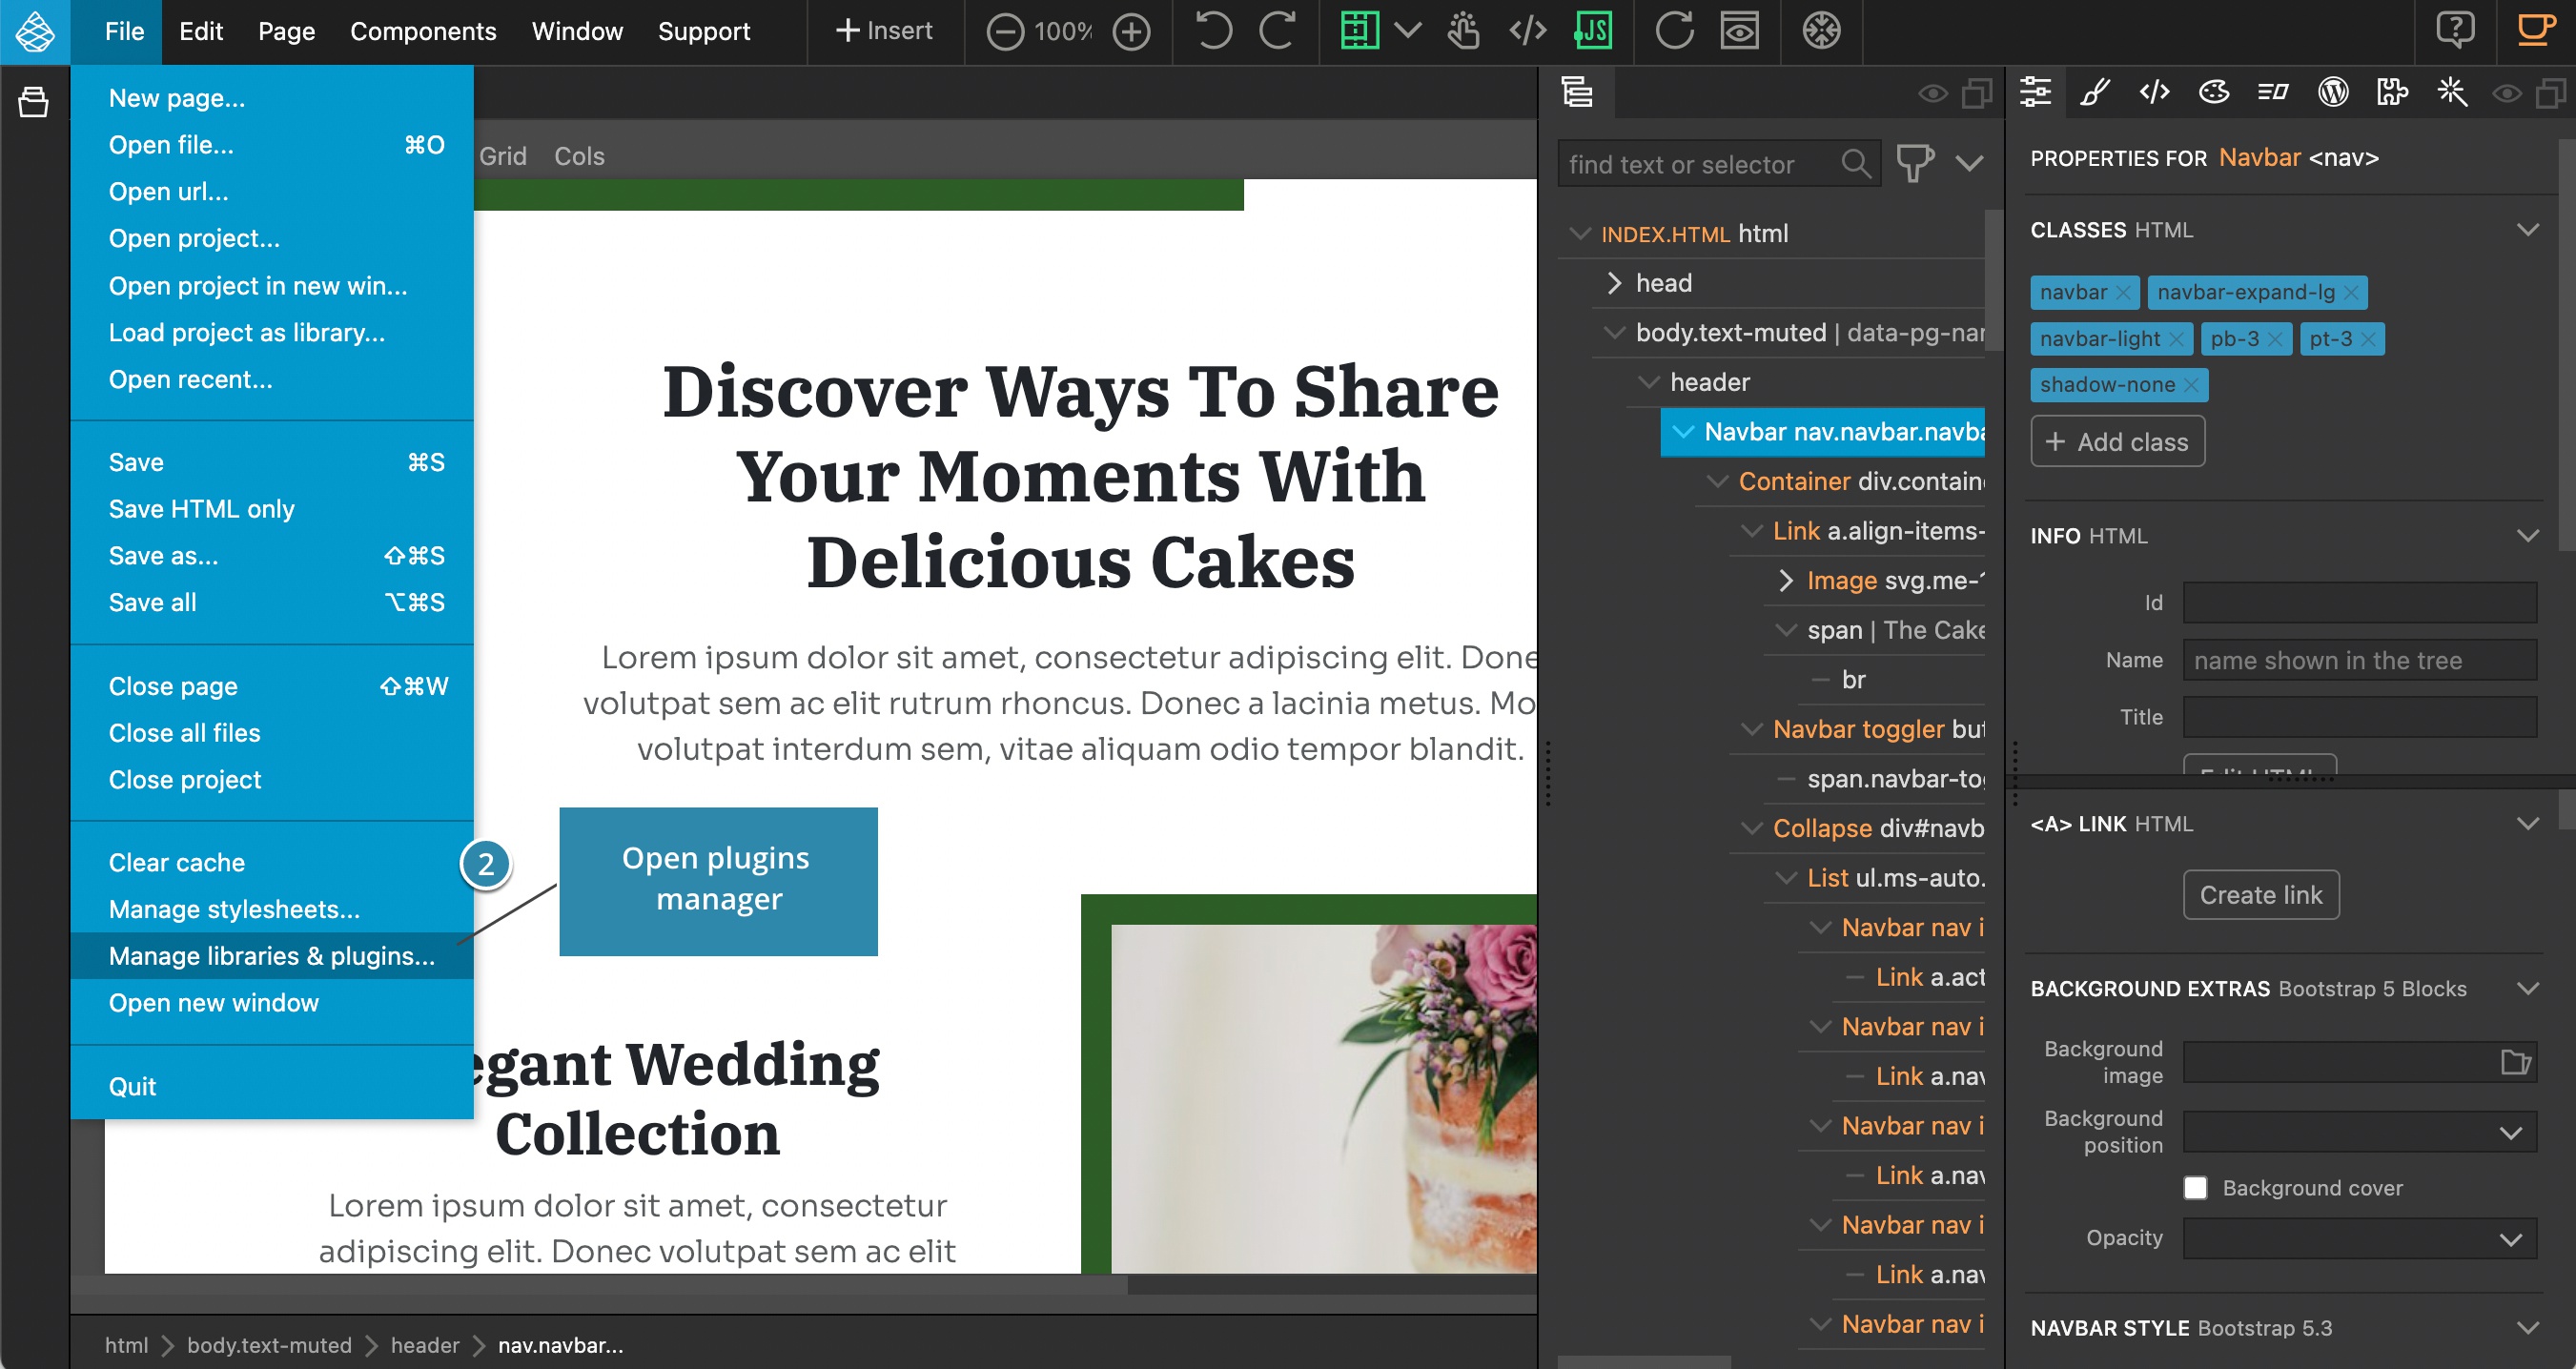 File Edit Page Components Window Support
Insert
100%
JS
New page...
Open file... ⌘O
Open url...
Open project...
Open project in new win...
Load project as library...
Open recent...
Save ⌘S
Save HTML only
Save as... ⇧⌘S
Save all ⌥⌘S
Close page ⇧⌘W
Close all files
Close project
Clear cache
Manage stylesheets...
Manage libraries & plugins...
Open new window
Quit
2
Open plugins
manager
Grid Cols
Discover Ways To Share
Your Moments With
Delicious Cakes
Lorem ipsum dolor sit amet, consectetur adipiscing elit. Done
volutpat sem ac elit rutrum rhoncus. Donec a lacinia metus. Mo
volutpat interdum sem, vitae aliquam odio tempor blandit.
egant Wedding
Collection
Lorem ipsum dolor sit amet, consectetur
adipiscing elit. Donec volutpat sem ac elit
html body.text-muted header nav.navbar...
find text or selector
INDEX.HTML html
head
body.text-muted | data-pg-nar
header
Navbar nav.navbar.navba
Container div.contain
Link a.align-items-
Image svg.me-1
span | The Cake
br
Navbar toggler but
span.navbar-tog
Collapse div#navb
List ul.ms-auto.
Navbar nav i
Link a.act
Navbar nav i
Link a.nav
Navbar nav i
Link a.nav
Navbar nav i
Link a.nav
Navbar nav i
PROPERTIES FOR Navbar <nav>
CLASSES HTML
navbar navbar-expand-lg
navbar-light pb-3 pt-3
shadow-none
Add class
INFO HTML
Id
Name name shown in the tree
Title
Edit HTML
<A> LINK HTML
Create link
BACKGROUND EXTRAS Bootstrap 5 Blocks
Background
image
Background
position
Background cover
Opacity
NAVBAR STYLE Bootstrap 5.3